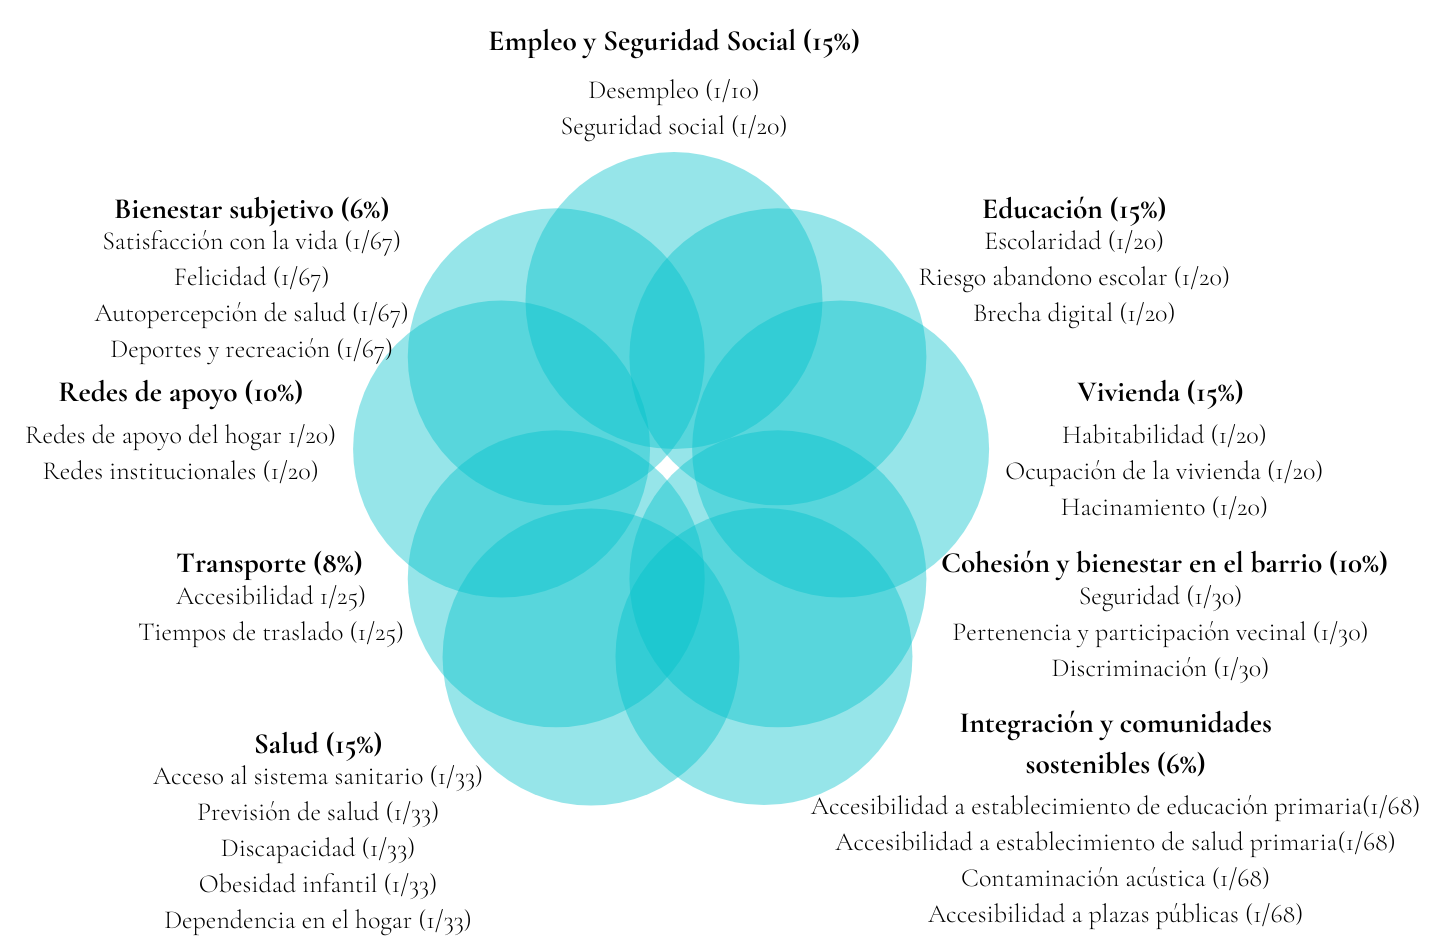 Empleo y Seguridad Social (15%)
Desempleo (1/10)
Seguridad social (1/20)
Bienestar subjetivo (6%)
Satisfacción con la vida (1/67)
Felicidad (1/67)
Autopercepción de salud (1/67)
Deportes y recreación (1/67)
Educación (15%)
Escolaridad (1/20)
Riesgo abandono escolar (1/20)
Brecha digital (1/20)
Redes de apoyo (10%)
Redes de apoyo del hogar 1/20)
Redes institucionales (1/20)
Vivienda (15%)
Habitabilidad (1/20)
Ocupación de la vivienda (1/20)
Hacinamiento (1/20)
Transporte (8%)
Accesibilidad 1/25)
Tiempos de traslado (1/25)
Cohesión y bienestar en el barrio (10%)
Seguridad (1/30)
Pertenencia y participación vecinal (1/30)
Discriminación (1/30)
Salud (15%)
Acceso al sistema sanitario (1/33)
Previsión de salud (1/33)
Discapacidad (1/33)
Obesidad infantil (1/33)
Dependencia en el hogar (1/33)
Integración y comunidades
sostenibles (6%)
Accesibilidad a establecimiento de educación primaria(1/68)
Accesibilidad a establecimiento de salud primaria(1/68)
Contaminación acústica (1/68)
Accesibilidad a plazas públicas (1/68)